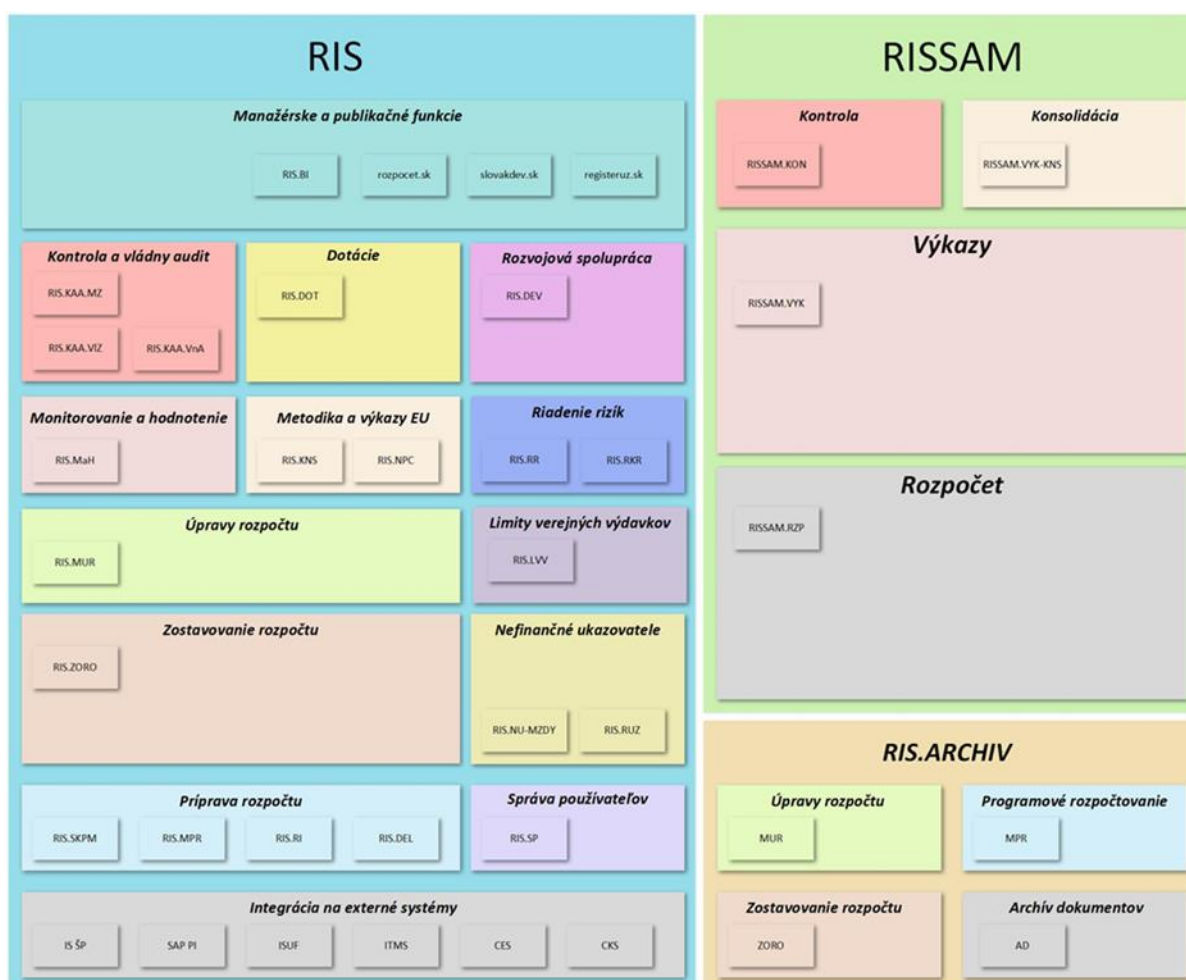 RIS
Manažérske a publikačné funkcie
RIS.BI
rozpocet.sk
slovakdev.sk
registeruz.sk
Kontrola a vládny audit
RIS.KAA.MZ
RIS.KAA.VIZ
RIS.KAA.VnA
Dotácie
RIS.DOT
Rozvojová spolupráca
RIS.DEV
Monitorovanie a hodnotenie
RIS.MaH
Metodika a výkazy EU
RIS.KNS
RIS.NPC
Riadenie rizík
RIS.RR
RIS.RKR
Úpravy rozpočtu
RIS.MUR
Limity verejných výdavkov
RIS.LVV
Zostavovanie rozpočtu
RIS.ZORO
Nefinančné ukazovatele
RIS.NU-MZDY
RIS.RUZ
Príprava rozpočtu
RIS.SKPM
RIS.MPR
RIS.RI
RIS.DEL
Správa používateľov
RIS.SP
Integrácia na externé systémy
IS ŠP
SAP PI
ISUF
ITMS
CES
CKS
RISSAM
Kontrola
RISSAM.KON
Konsolidácia
RISSAM.VYK-KNS
Výkazy
RISSAM.VYK
Rozpočet
RISSAM.RZP
RIS.ARCHIV
Úpravy rozpočtu
MUR
Programové rozpočtovanie
MPR
Zostavovanie rozpočtu
ZORO
Archív dokumentov
AD